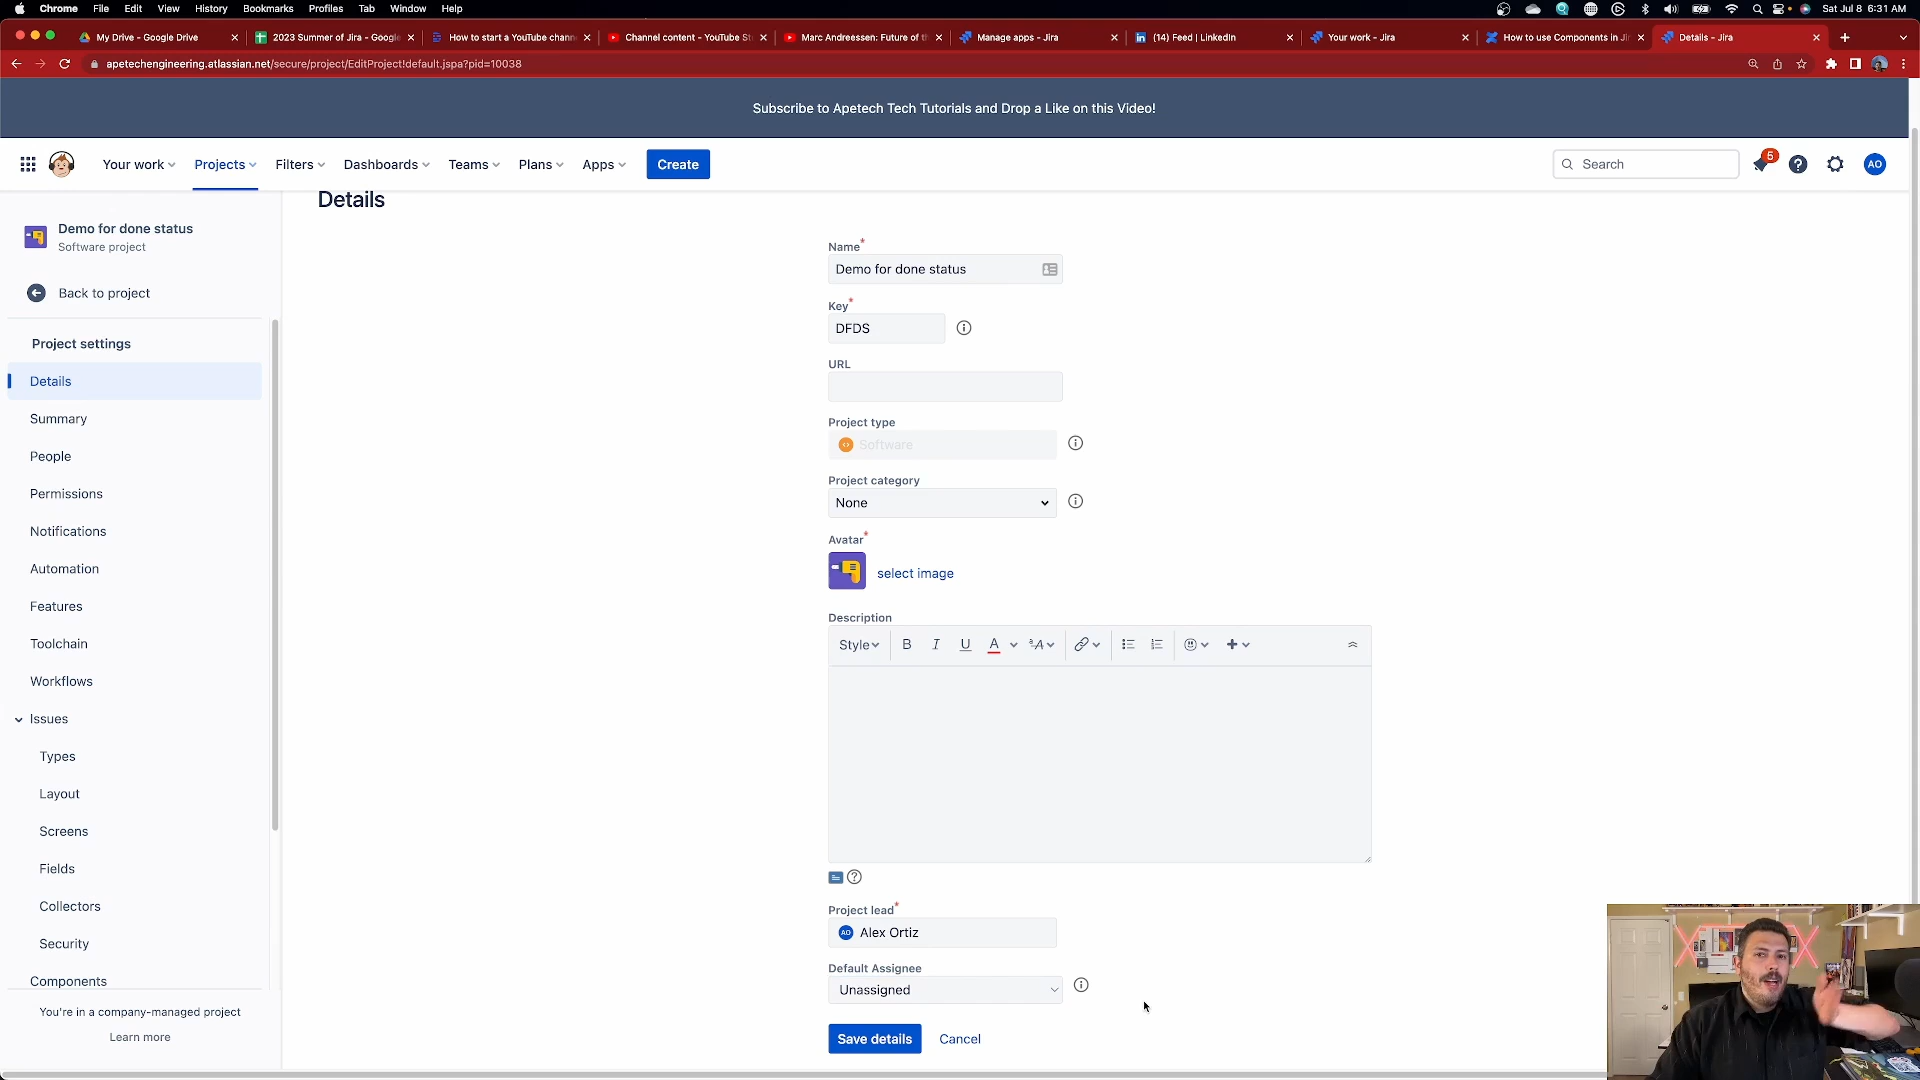 Chrome File Edit View History Bookmarks Profiles Tab Window Help Sat Jul 8 6:31 AM
My Drive - Google Drive 2023 Summer of Jira - Google How to start a YouTube chann Channel content - YouTube St Marc Andreessen: Future of th Manage apps - Jira (14) Feed | LinkedIn Your work - Jira How to use Components in Jir Details - Jira
apetechengineering.atlassian.net/secure/project/EditProject!default.jspa?pid=10038
Subscribe to Apetech Tech Tutorials and Drop a Like on this Video!
Your work Projects Filters Dashboards Teams Plans Apps Create Search 5 AO
Details
Demo for done status
Software project
Back to project
Project settings
Details
Summary
People
Permissions
Notifications
Automation
Features
Toolchain
Workflows
Issues
Types
Layout
Screens
Fields
Collectors
Security
Components
You're in a company-managed project
Learn more
Name*
Demo for done status
Key*
DFDS
URL
Project type
Software
Project category
None
Avatar*
select image
Description
Style B I U A A
Project lead*
AO Alex Ortiz
Default Assignee
Unassigned
Save details Cancel